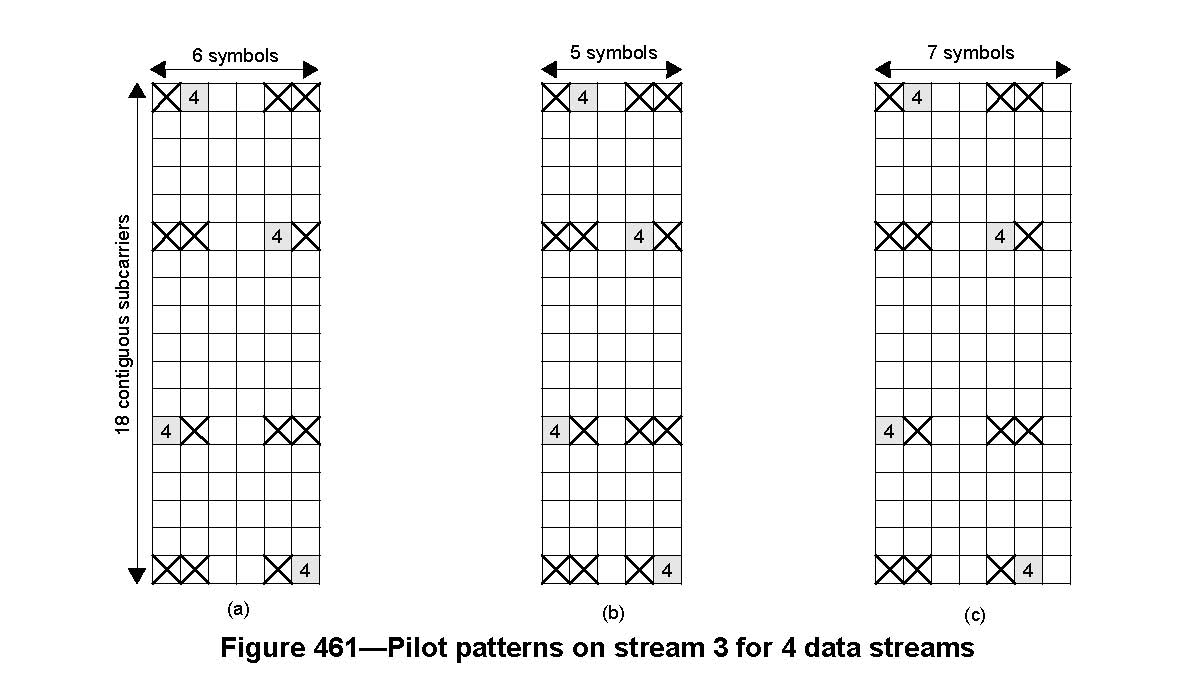 6 symbols
5 symbols
7 symbols
18 contiguous subcarriers
4
4
4
4
4
4
4
4
4
4
4
4
(a)
(b)
(c)
Figure 461—Pilot patterns on stream 3 for 4 data streams